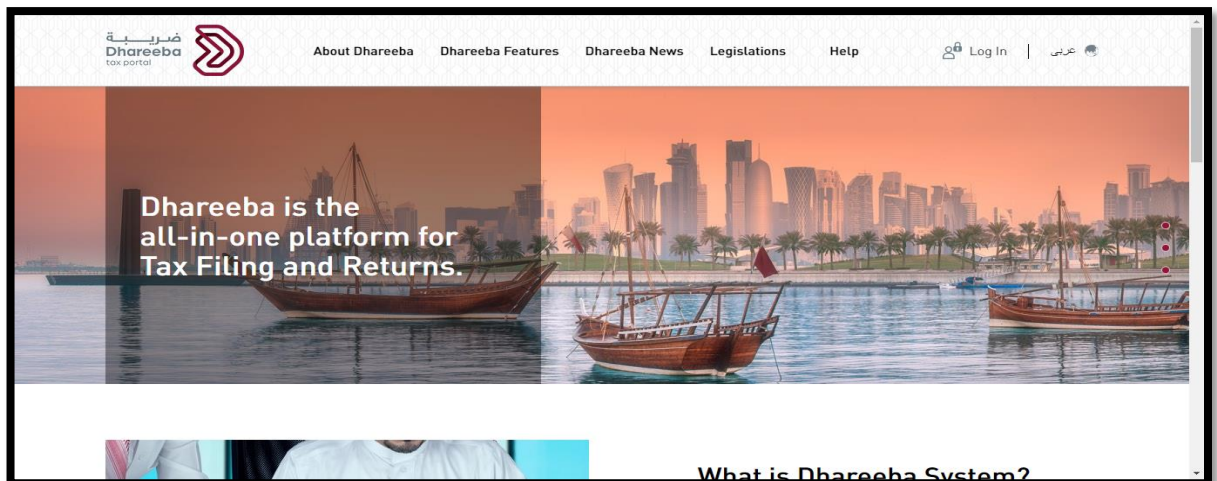 ضريبة
Dhareeba
tax portal
About Dhareeba
Dhareeba Features
Dhareeba News
Legislations
Help
Log In
عربى
Dhareeba is the
all-in-one platform for
Tax Filing and Returns.
What is Dhareeba System?